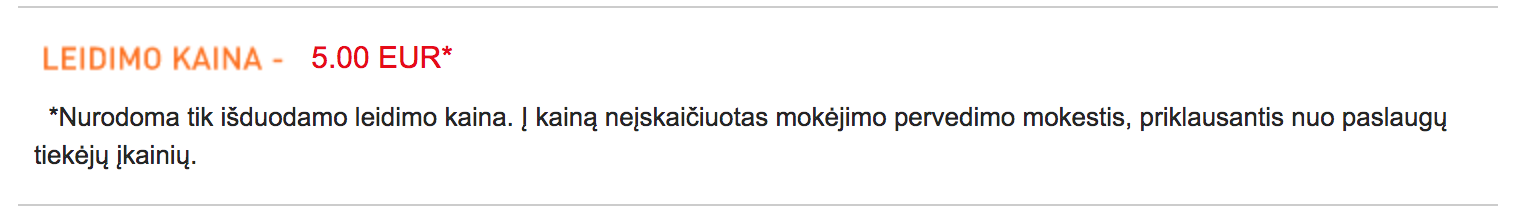 LEIDIMO KAINA - 5.00 EUR*
*Nurodoma tik išduodamo leidimo kaina. Į kainą neįskaičiuotas mokėjimo pervedimo mokestis, priklausantis nuo paslaugų
tiekėjų įkainių.